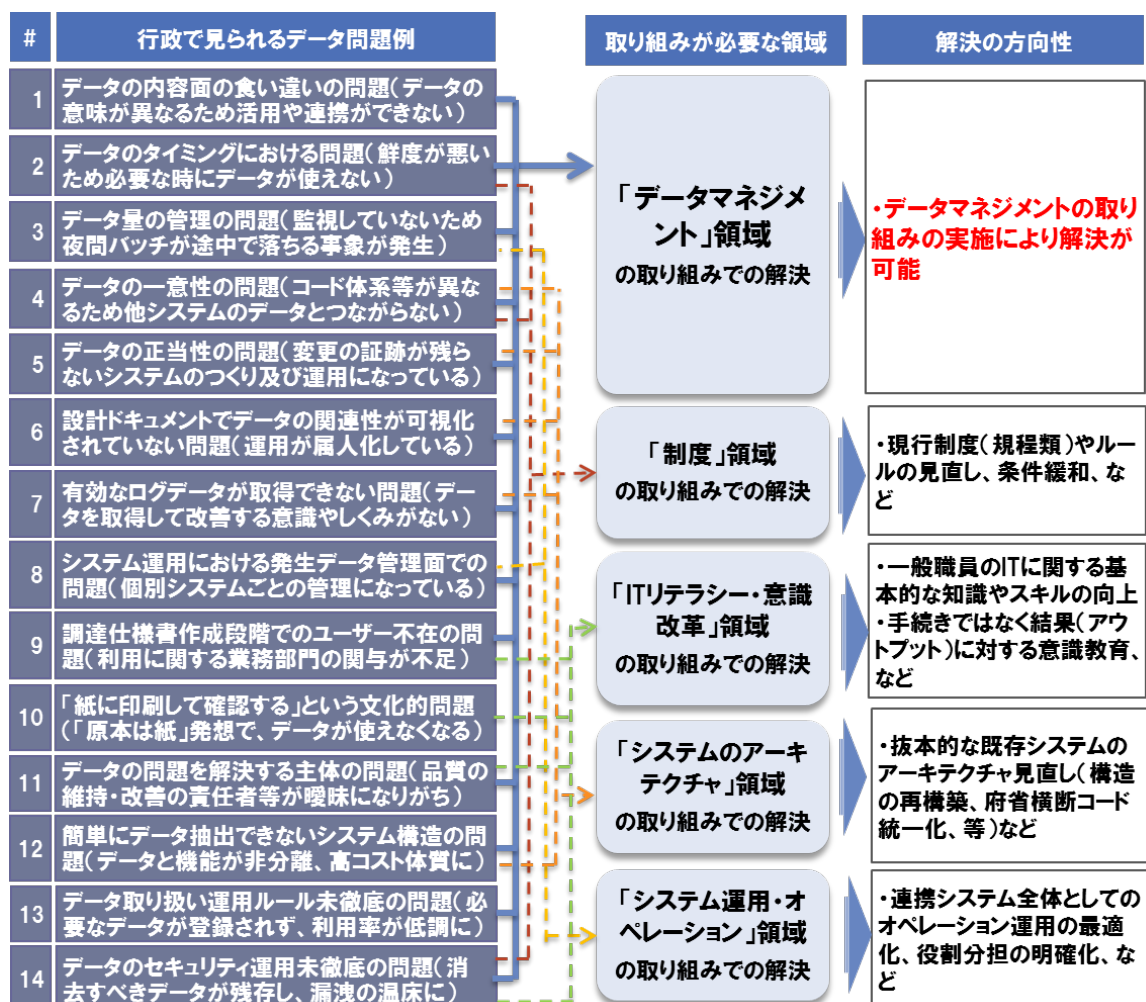 #
行政で見られるデータ問題例
取り組みが必要な領域
解決の方向性
1
データの内容面の食い違いの問題(データの
意味が異なるため活用や連携ができない)
2
データのタイミングにおける問題(鮮度が悪い
ため必要な時にデータが使えない)
3
データ量の管理の問題(監視していないため
夜間バッチが途中で落ちる事象が発生)
4
データの一意性の問題(コード体系等が異な
るため他システムのデータとつながらない)
5
データの正当性の問題(変更の証跡が残ら
ないシステムのつくり及び運用になっている)
6
設計ドキュメントでデータの関連性が可視化
されていない問題(運用が属人化している)
7
有効なログデータが取得できない問題(デー
タを取得して改善する意識やしくみがない)
8
システム運用における発生データ管理面での
問題(個別システムごとの管理になっている)
9
調達仕様書作成段階でのユーザー不在の問
題(利用に関する業務部門の関与が不足)
10
「紙に印刷して確認する」という文化的問題
(「原本は紙」発想で、データが使えなくなる)
11
データの問題を解決する主体の問題(品質の
維持・改善の責任者等が曖昧になりがち)
12
簡単にデータ抽出できないシステム構造の問
題(データと機能が非分離、高コスト体質に)
13
データ取り扱い運用ルール未徹底の問題(必
要なデータが登録されず、利用率が低調に)
14
データのセキュリティ運用未徹底の問題(消
去すべきデータが残存し、漏洩の温床に)
「データマネジメ
ント」領域
の取り組みでの解決
・データマネジメントの取り
組みの実施により解決が
可能
「制度」領域
の取り組みでの解決
・現行制度(規程類)やルー
ルの見直し、条件緩和、な
ど
「ITリテラシー・意識
改革」領域
の取り組みでの解決
・一般職員のITに関する基
本的な知識やスキルの向上
・手続きではなく結果(アウ
トプット)に対する意識教育、
など
「システムのアーキ
テクチャ」領域
の取り組みでの解決
・抜本的な既存システムの
アーキテクチャ見直し(構造
の再構築、府省横断コード
統一化、等)など
「システム運用・オ
ペレーション」領域
の取り組みでの解決
・連携システム全体としての
オペレーション運用の最適
化、役割分担の明確化、な
ど